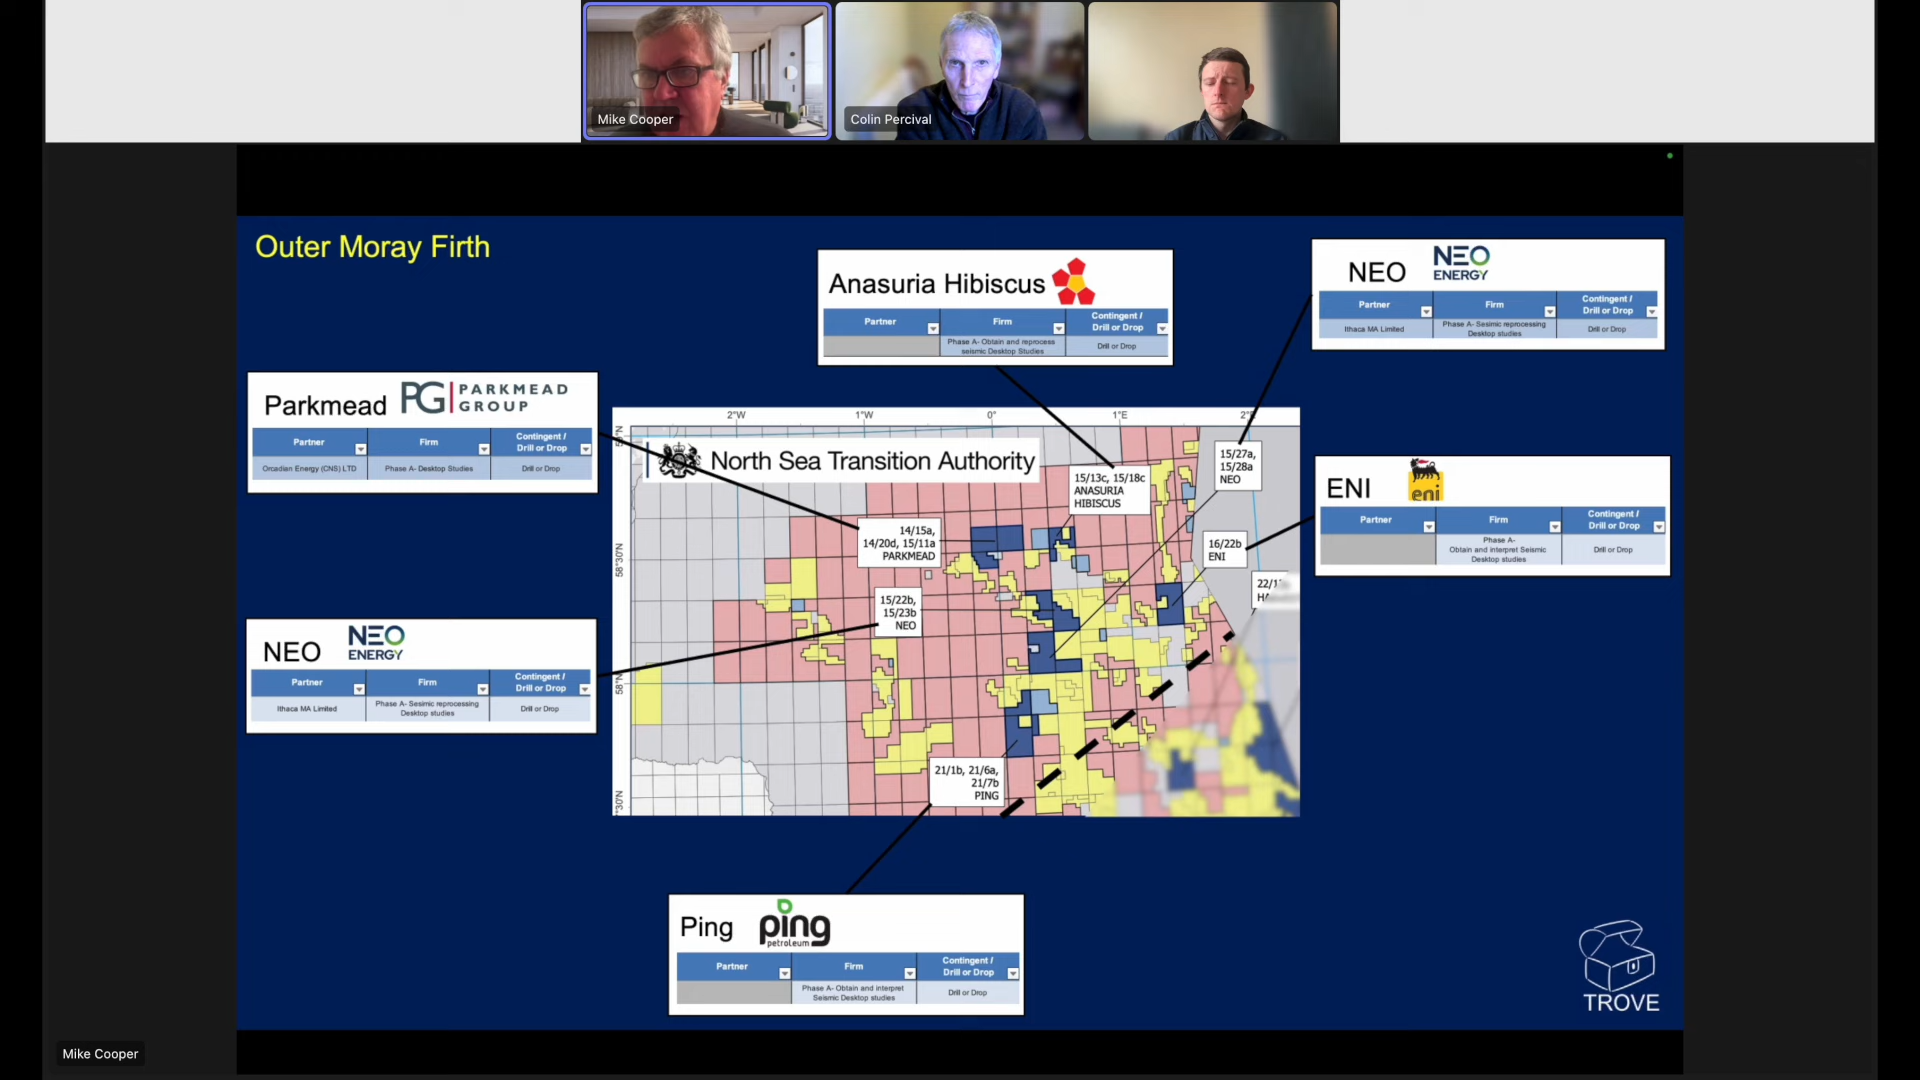 Mike Cooper
Colin Percival
Outer Moray Firth
Anasuria Hibiscus
Partner
Firm
Contingent /
Drill or Drop
Phase A- Obtain and reprocess
seismic Desktop Studies
Drill or Drop
NEO
NEO
ENERGY
Partner
Firm
Contingent /
Drill or Drop
Ithaca MA Limited
Phase A- Sesimic reprocessing
Desktop studies
Drill or Drop
Parkmead
PG
PARKMEAD
GROUP
Partner
Firm
Contingent /
Drill or Drop
Orcadian Energy (CNS) LTD
Phase A- Desktop Studies
Drill or Drop
2°W
1°W
0°
1°E
North Sea Transition Authority
58°30'N
58°N
15/27a,
15/28a
NEO
15/13c, 15/18c
ANASURIA
HIBISCUS
14/15a,
14/20d, 15/11a
PARKMEAD
16/22b
ENI
15/22b,
15/23b
NEO
21/1b, 21/6a,
21/7b
PING
ENI
eni
Partner
Firm
Contingent /
Drill or Drop
Phase A-
Obtain and interpret Seismic
Desktop studies
Drill or Drop
NEO
NEO
ENERGY
Partner
Firm
Contingent /
Drill or Drop
Ithaca MA Limited
Phase A- Sesimic reprocessing
Desktop studies
Drill or Drop
Ping
ping
petroleum
Partner
Firm
Contingent /
Drill or Drop
Phase A- Obtain and interpret
Seismic Desktop studies
Drill or Drop
TROVE
Mike Cooper